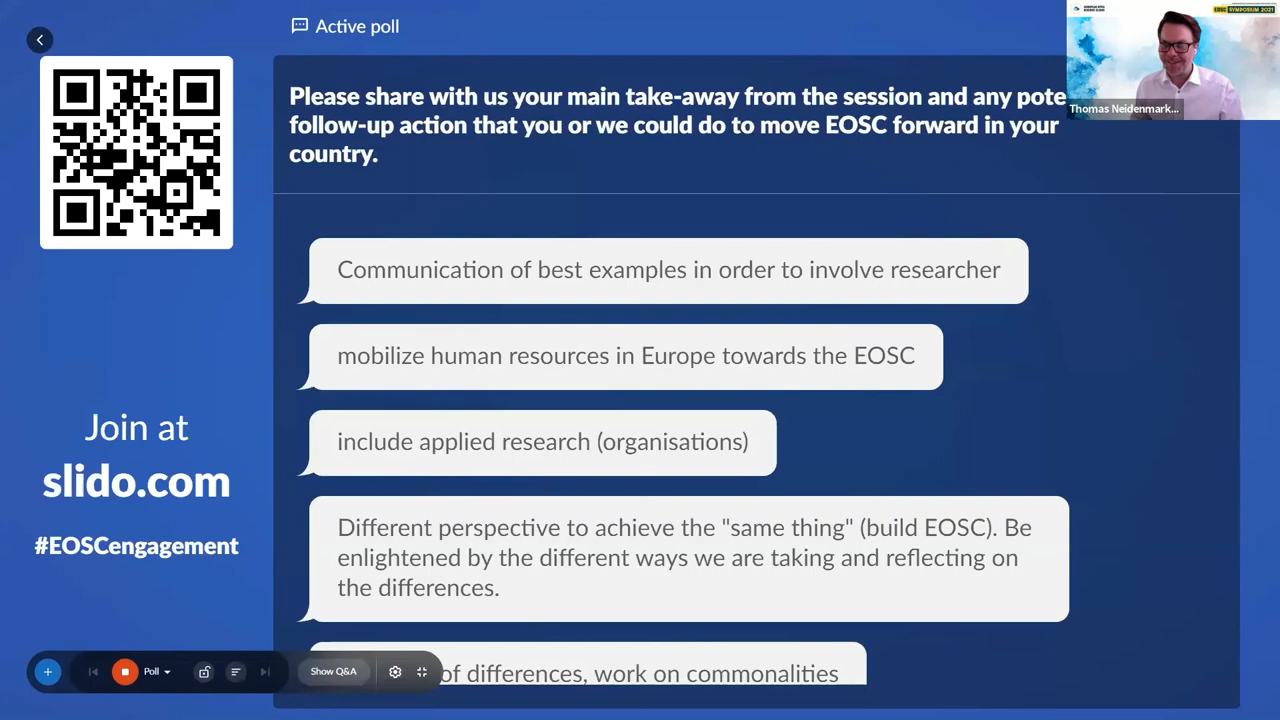 Active poll
Please share with us your main take-away from the session and any pote
follow-up action that you or we could do to move EOSC forward in your
country.
Communication of best examples in order to involve researcher
mobilize human resources in Europe towards the EOSC
include applied research (organisations)
Different perspective to achieve the "same thing" (build EOSC). Be
enlightened by the different ways we are taking and reflecting on
the differences.
of differences, work on commonalities
Join at
slido.com
#EOSCengagement
Poll
Show Q&A
Thomas Neidenmark...
SYMPOSIUM 2021